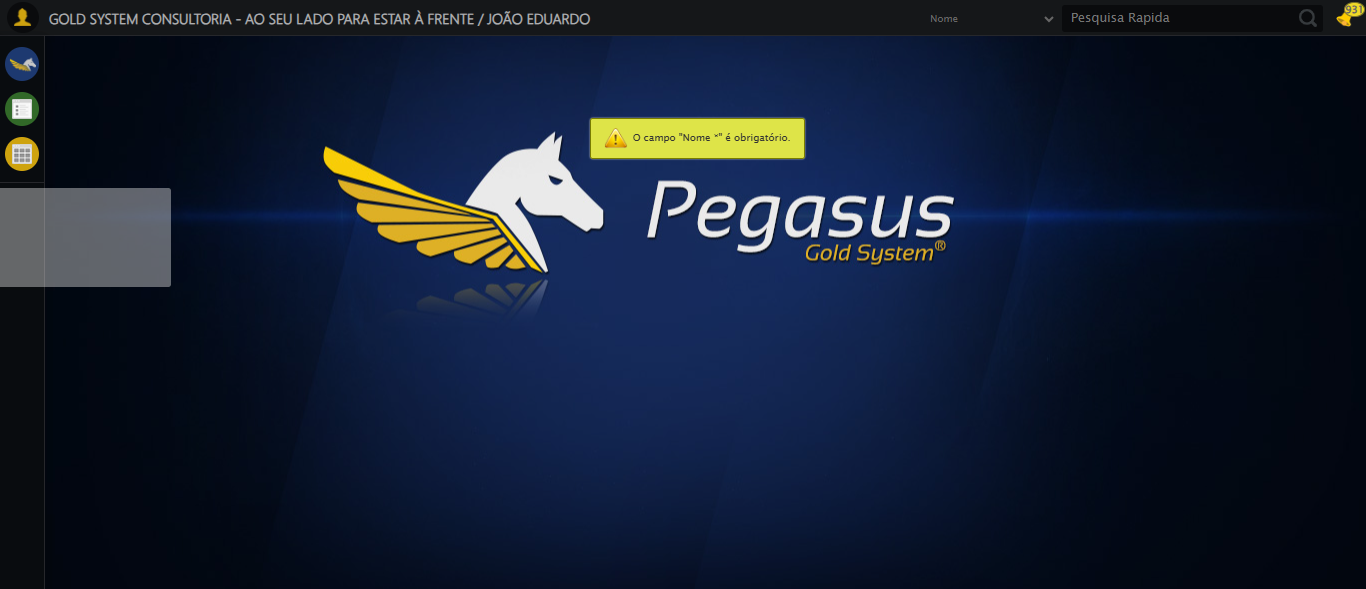 GOLD SYSTEM CONSULTORIA - AO SEU LADO PARA ESTAR À FRENTE / JOÃO EDUARDO
Nome
Pesquisa Rapida
931
O campo "Nome *" é obrigatório.
Pegasus
Gold System®